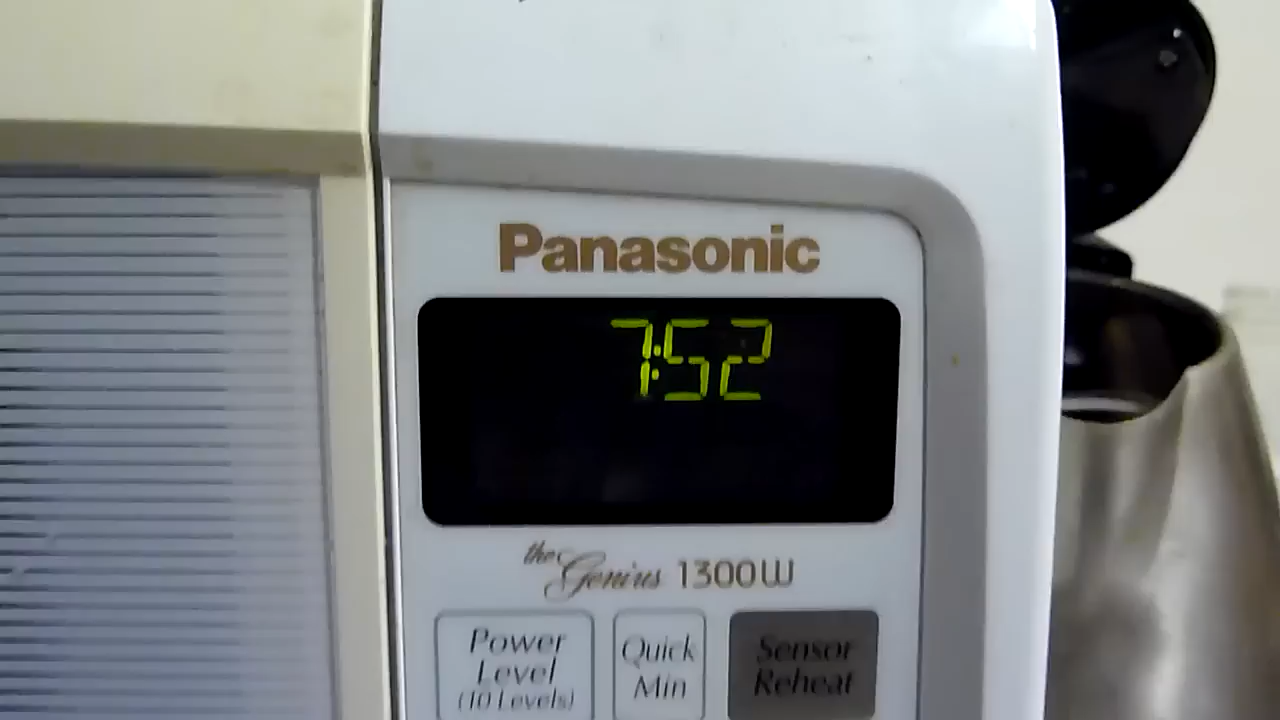 Panasonic
7:52
the Genius 1300W
Power Level (10 Levels)
Quick Min
Sensor Reheat